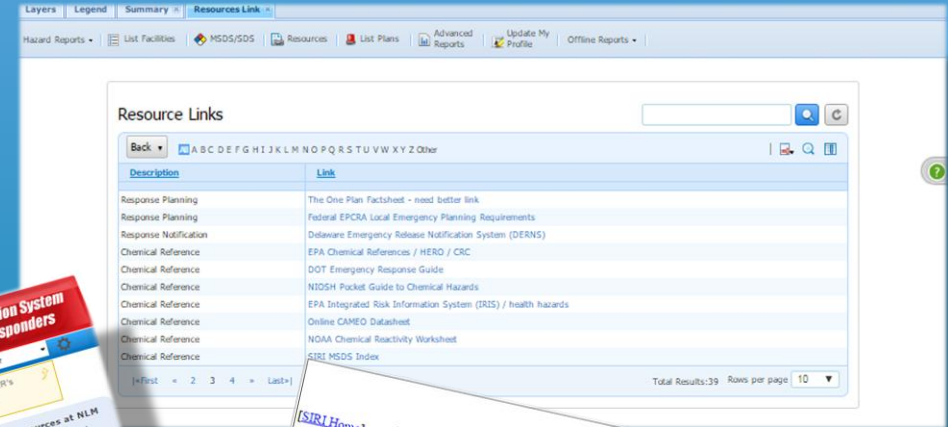 Layers Legend Summary × Resources Link ×
Hazard Reports List Facilities MSDS/SDS Resources List Plans Advanced Reports Update My Profile Offline Reports
Resource Links
Back All A B C D E F G H I J K L M N O P Q R S T U V W X Y Z Other
Description Link
Response Planning The One Plan Factsheet - need better link
Response Planning Federal EPCRA Local Emergency Planning Requirements
Response Notification Delaware Emergency Release Notification System (DERNS)
Chemical Reference EPA Chemical References / HERO / CRC
Chemical Reference DOT Emergency Response Guide
Chemical Reference NIOSH Pocket Guide to Chemical Hazards
Chemical Reference EPA Integrated Risk Information System (IRIS) / health hazards
Chemical Reference Online CAMEO Datasheet
Chemical Reference NOAA Chemical Reactivity Worksheet
Chemical Reference SIRI MSDS Index
|«First « 2 3 4 » Last»| Total Results:39 Rows per page 10
ion System
sponders
R's
rces at NLM
[SIRI Home]